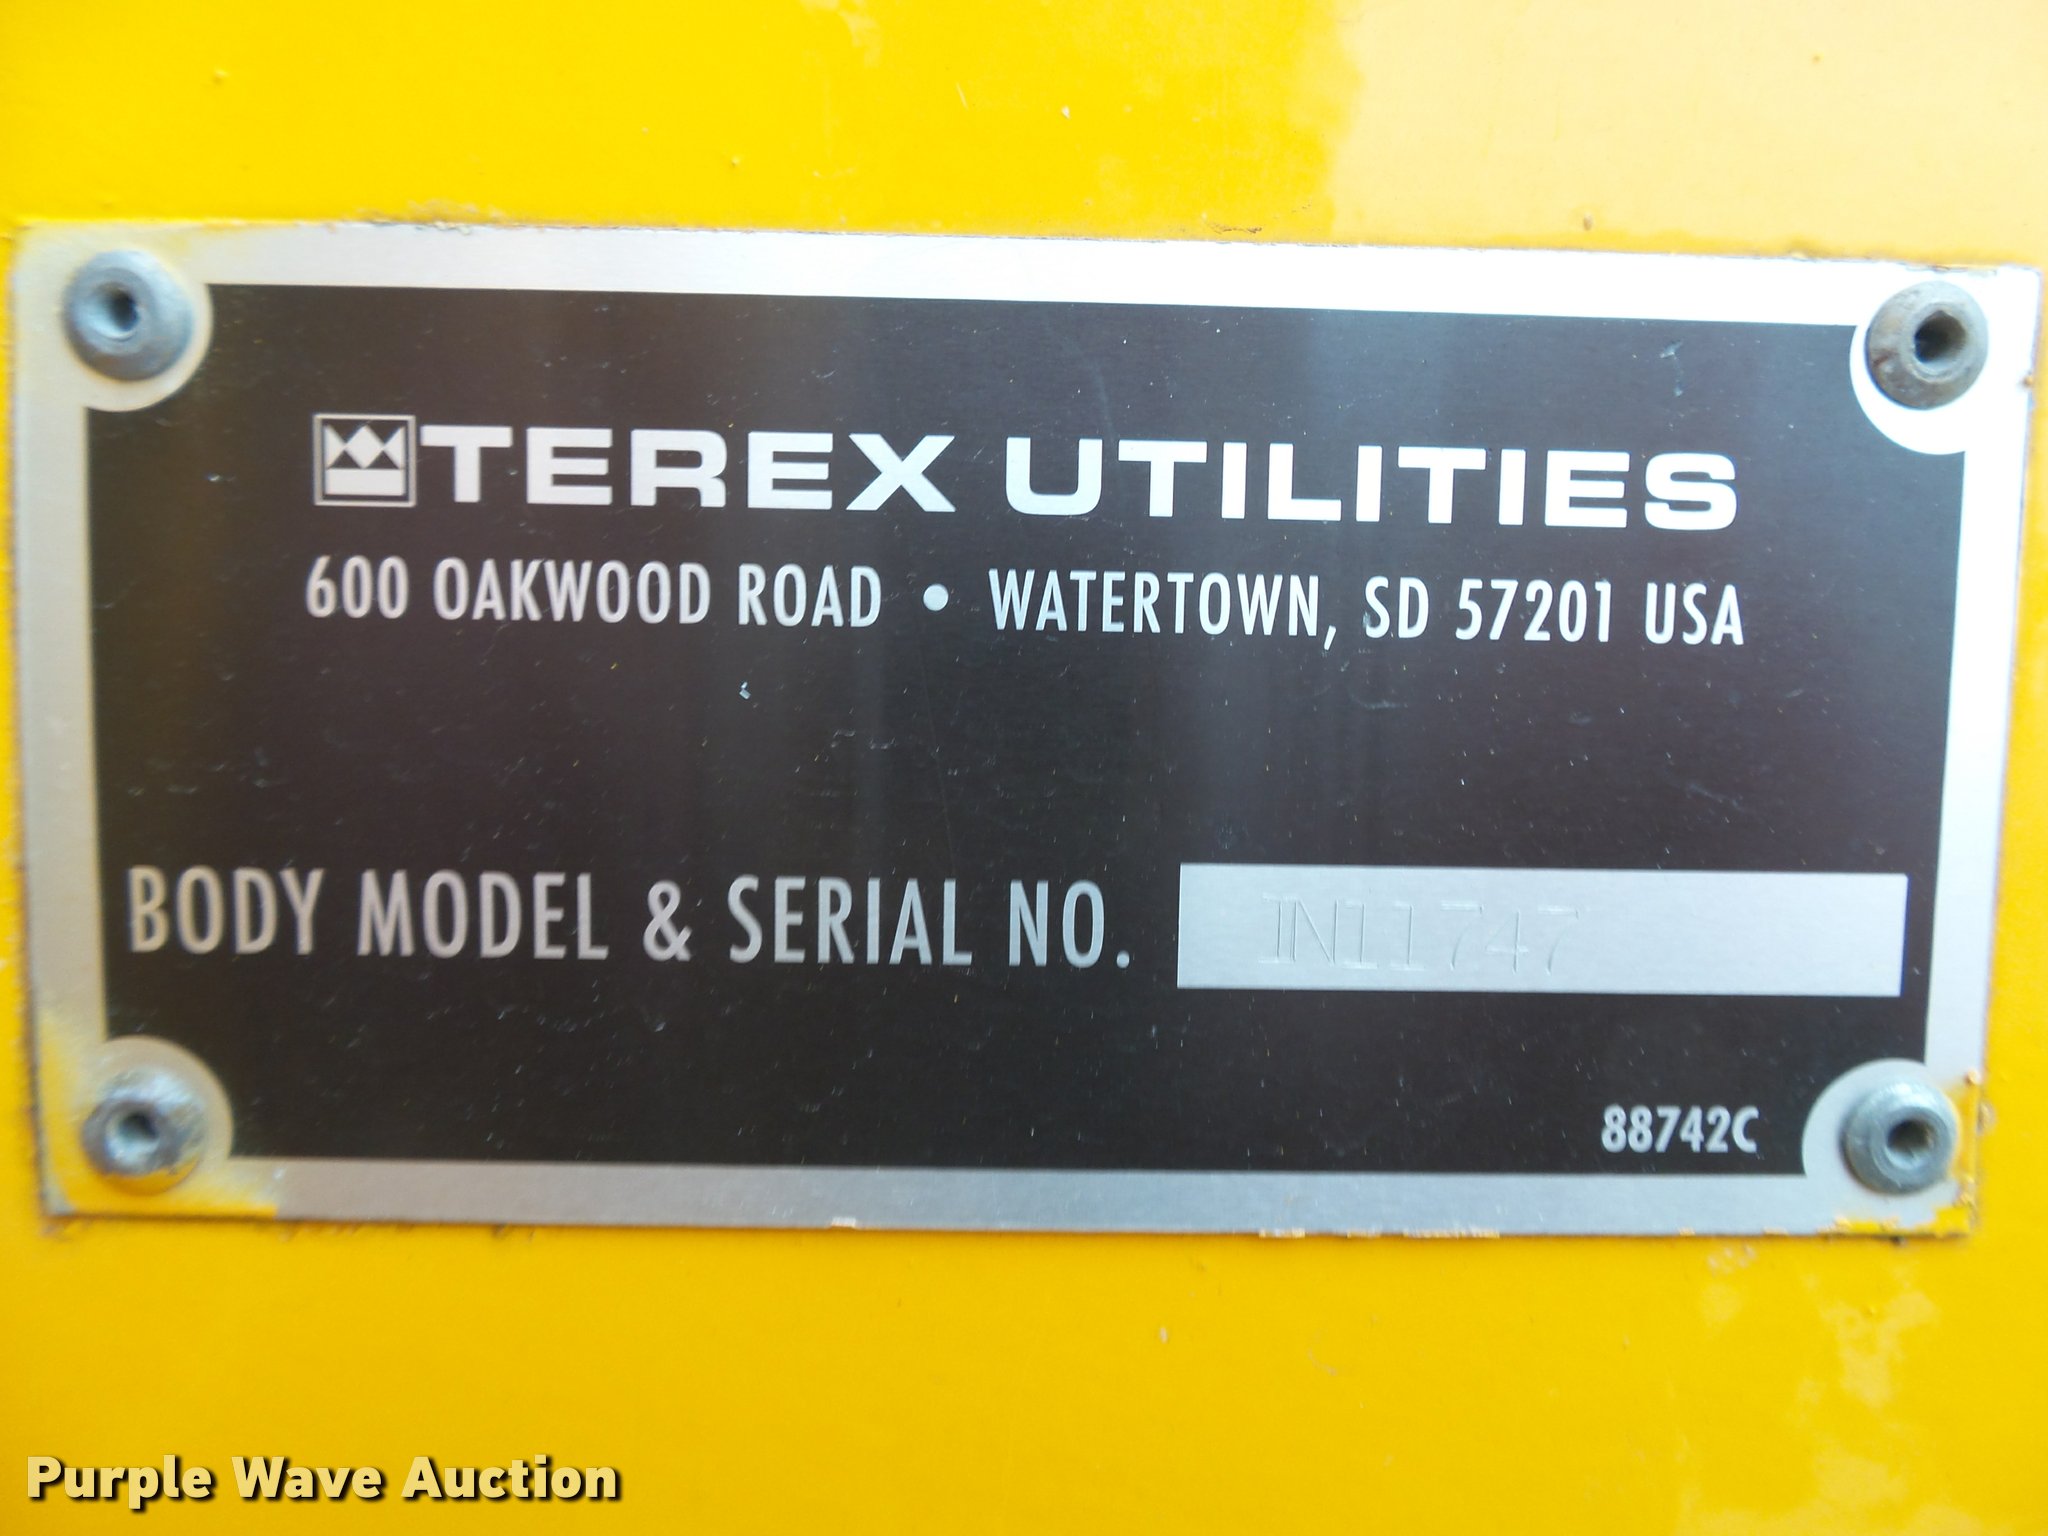 TEREX UTILITIES
600 OAKWOOD ROAD • WATERTOWN, SD 57201 USA
BODY MODEL & SERIAL NO. IN11747
88742C
Purple Wave Auction